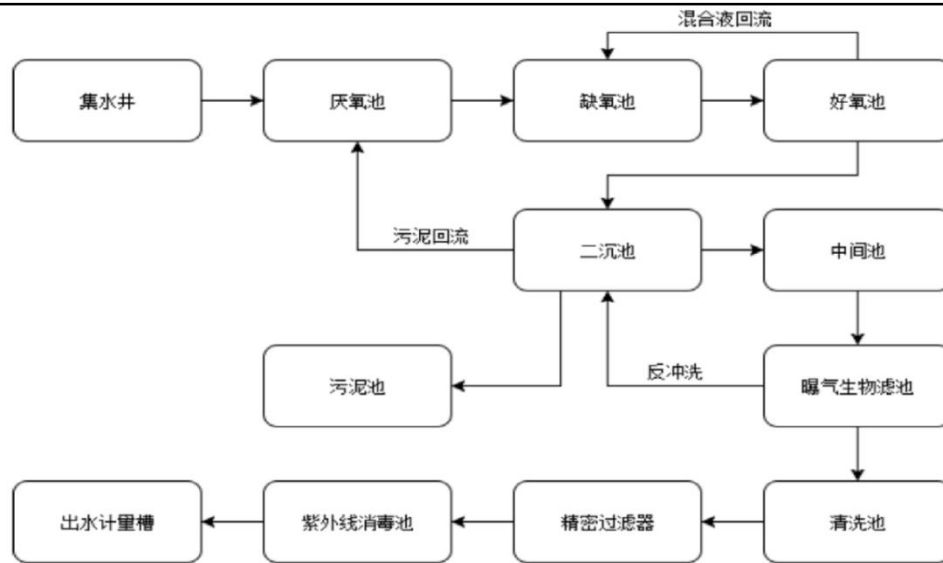 混合液回流
集水井
厌氧池
缺氧池
好氧池
污泥回流
二沉池
中间池
污泥池
反冲洗
曝气生物滤池
出水计量槽
紫外线消毒池
精密过滤器
清洗池